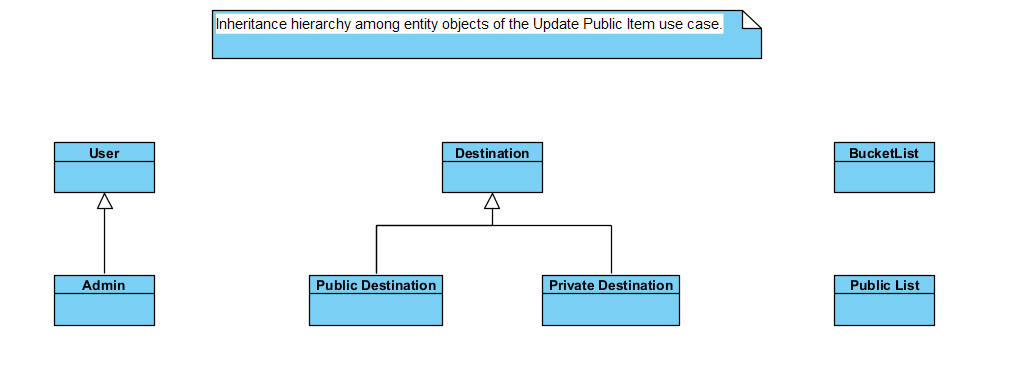 Inheritance hierarchy among entity objects of the Update Public Item use case.
User
Destination
BucketList
Admin
Public Destination
Private Destination
Public List